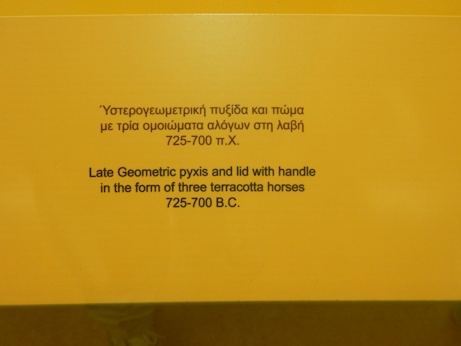 Ὑστερογεωμετρική πυξίδα και πώμα
με τρία ομοιώματα αλόγων στη λαβή
725-700 π.Χ.
Late Geometric pyxis and lid with handle
in the form of three terracotta horses
725-700 B.C.